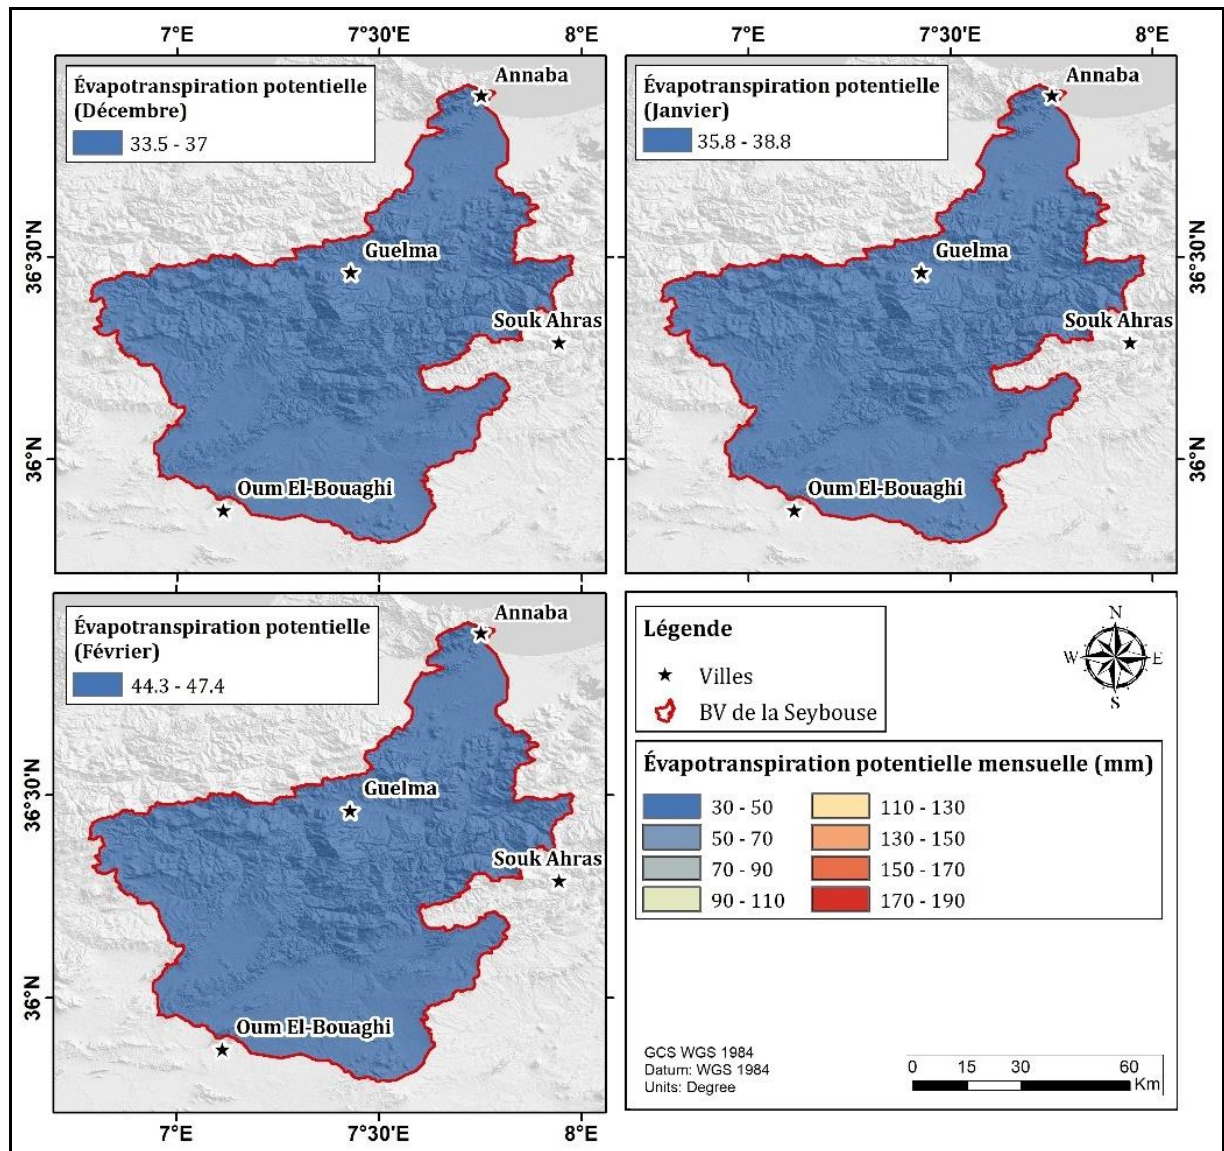 7°E 7°30'E 8°E
7°E 7°30'E 8°E
Évapotranspiration potentielle
(Décembre)
33.5 - 37
Annaba
Guelma
Souk Ahras
Oum El-Bouaghi
36°30'N
36°N
Évapotranspiration potentielle
(Janvier)
35.8 - 38.8
Annaba
Guelma
Souk Ahras
Oum El-Bouaghi
36°30'N
36°N
Évapotranspiration potentielle
(Février)
44.3 - 47.4
Annaba
Guelma
Souk Ahras
Oum El-Bouaghi
36°30'N
36°N
7°E 7°30'E 8°E
Légende
Villes
BV de la Seybouse
N
W E
S
Évapotranspiration potentielle mensuelle (mm)
30 - 50 110 - 130
50 - 70 130 - 150
70 - 90 150 - 170
90 - 110 170 - 190
GCS WGS 1984
Datum: WGS 1984
Units: Degree
0 15 30 60
Km